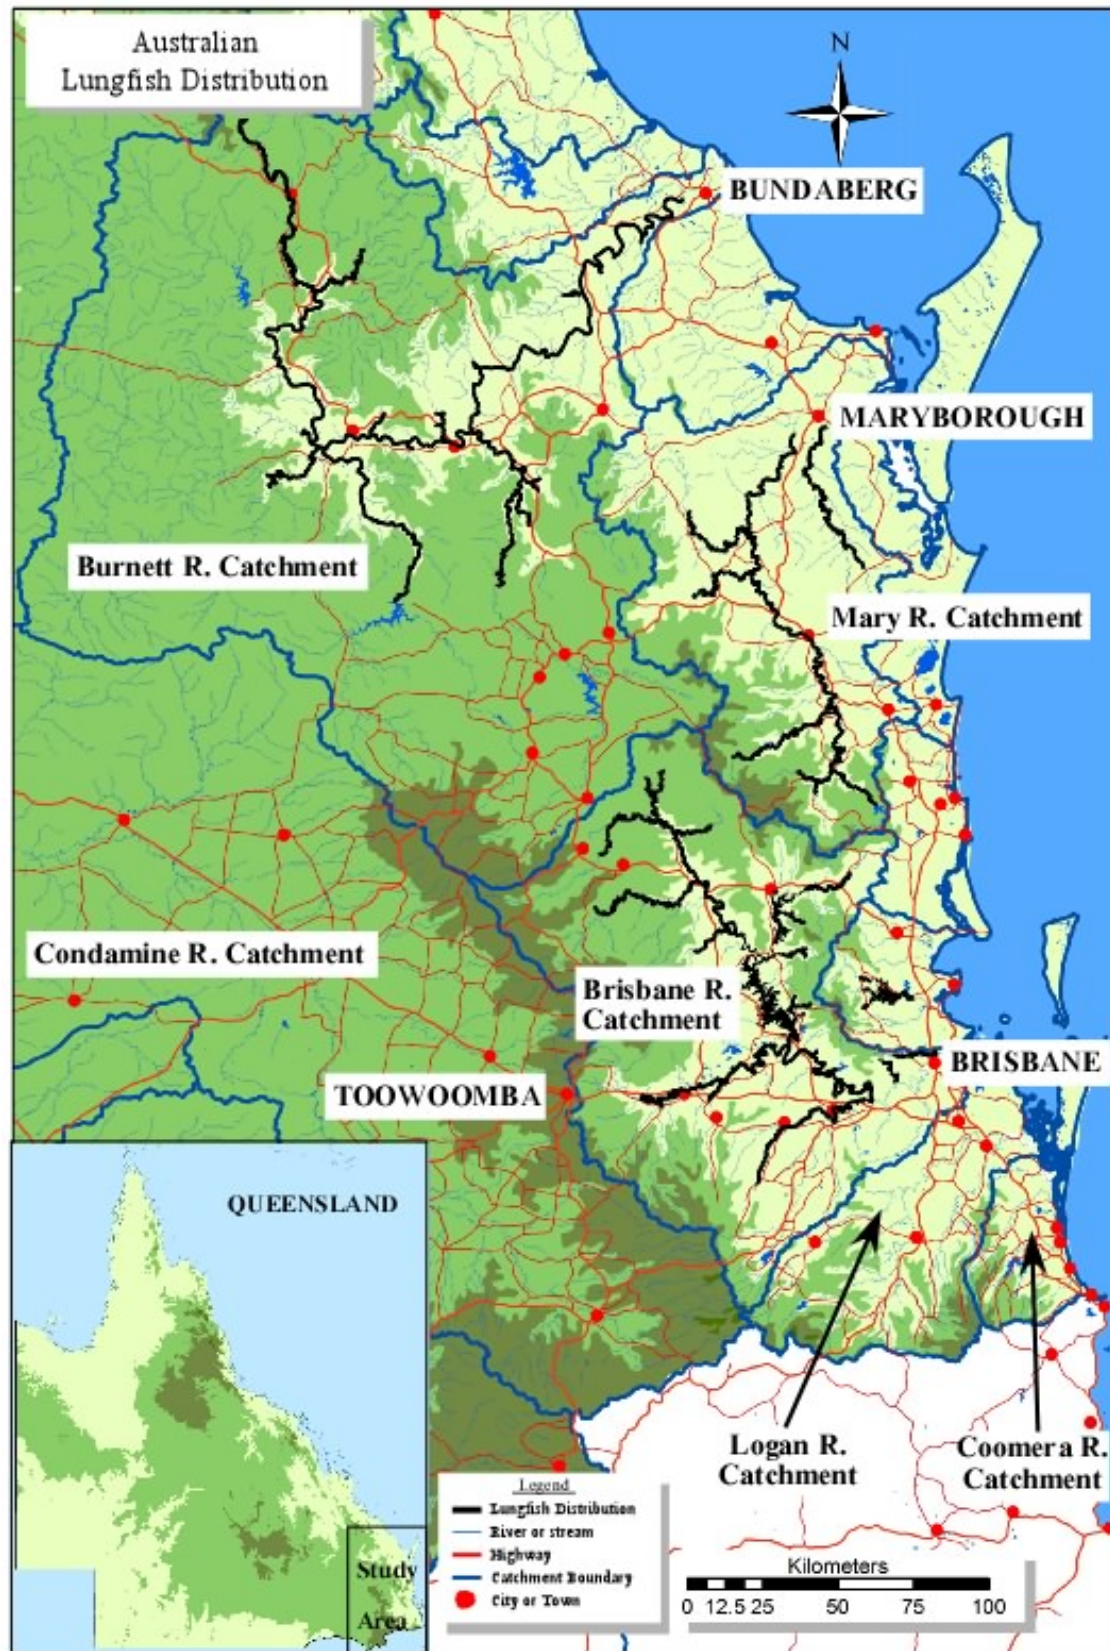 Australian
Lungfish Distribution
N
BUNDABERG
MARYBOROUGH
Burnett R. Catchment
Mary R. Catchment
Condamine R. Catchment
Brisbane R.
Catchment
BRISBANE
TOOWOOMBA
QUEENSLAND
Study
Area
Logan R.
Catchment
Coomera R.
Catchment
Legend
Lungfish Distribution
River or stream
Highway
Catchment Boundary
City or Town
Kilometers
0 12.5 25 50 75 100